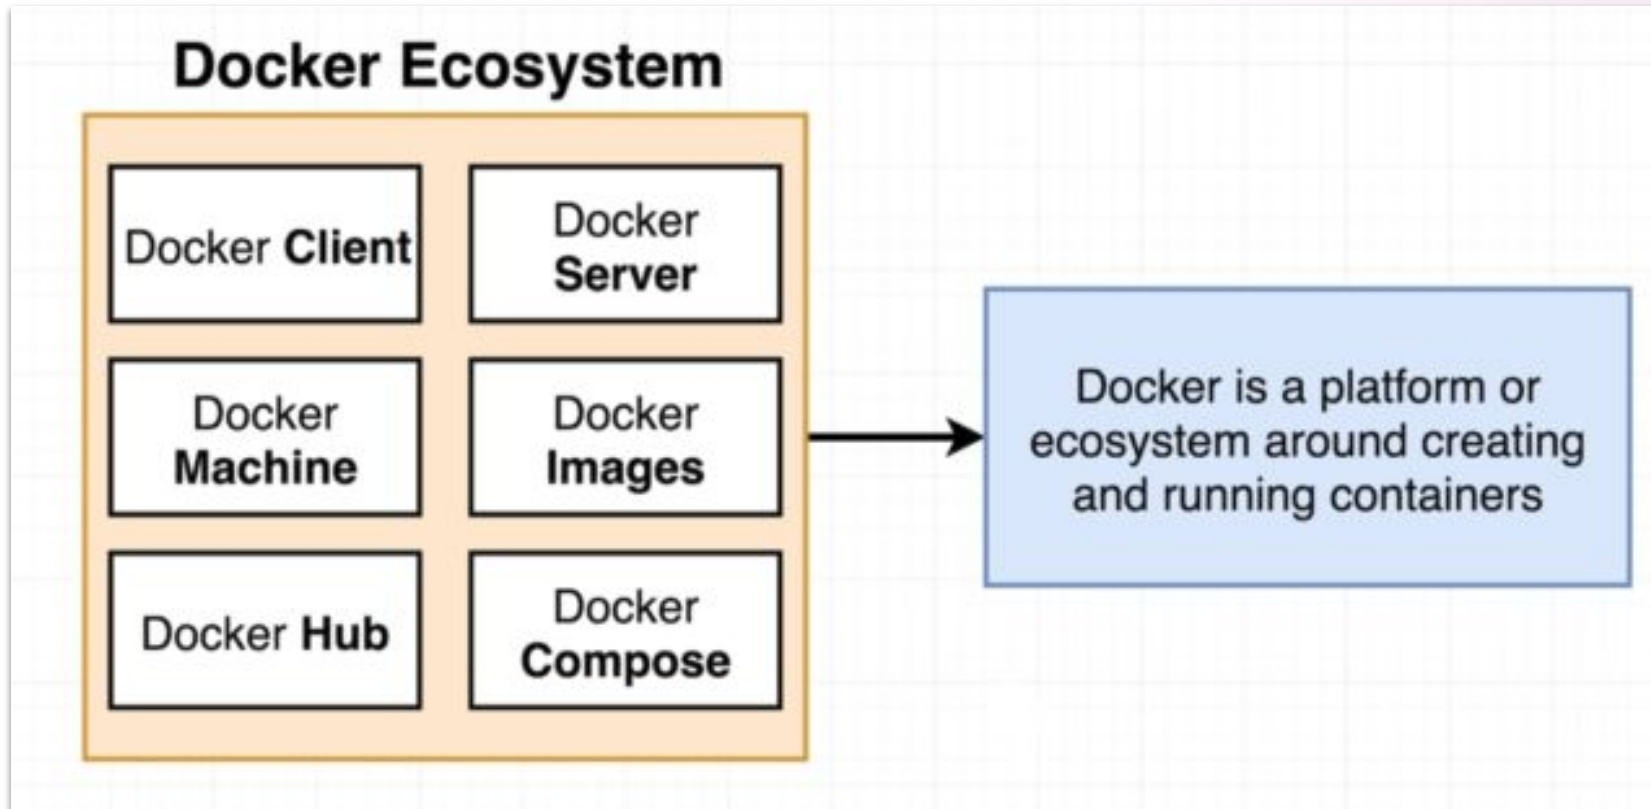 Docker Ecosystem
Docker Client
Docker
Server
Docker
Machine
Docker
Images
Docker Hub
Docker
Compose
Docker is a platform or
ecosystem around creating
and running containers